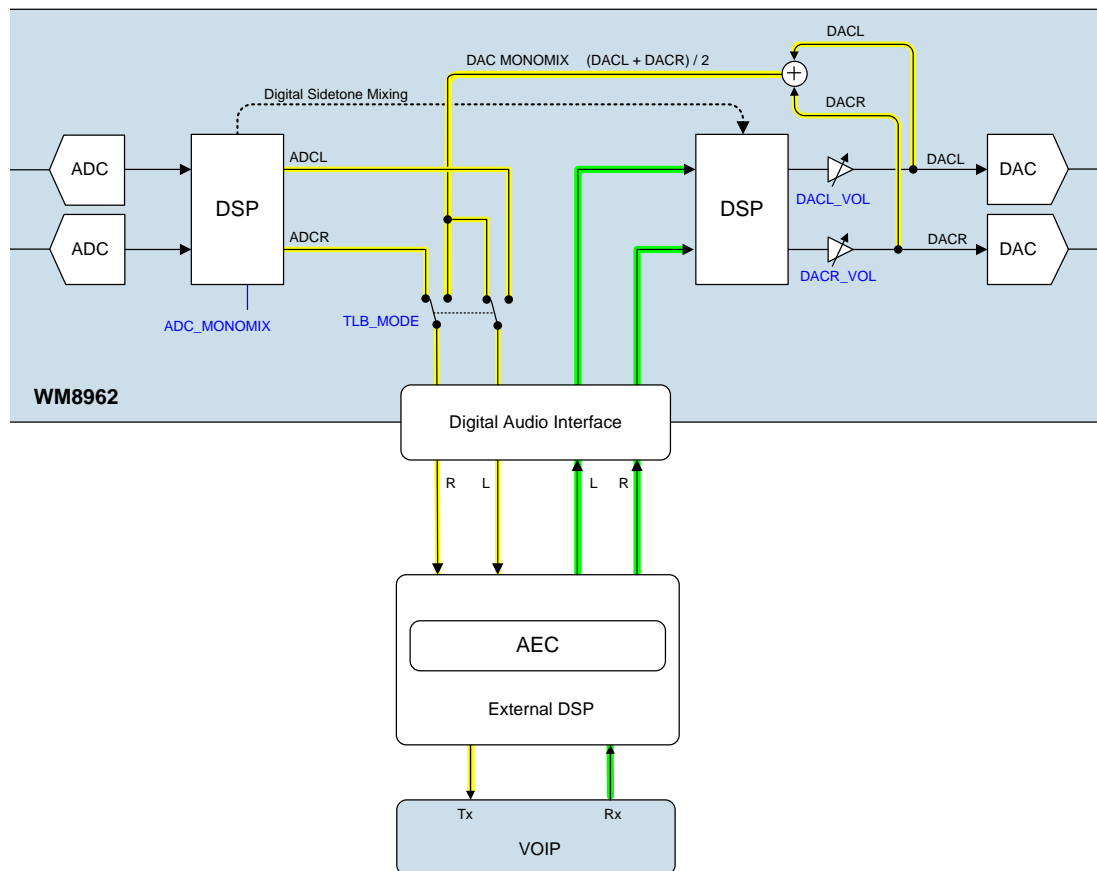 DACL
DAC MONOMIX (DACL + DACR) / 2
+
Digital Sidetone Mixing
DACR
ADC
DSP
ADCL
DSP
DACL_VOL
DACL
DAC
ADC
ADCR
DACR_VOL
DACR
DAC
ADC_MONOMIX
TLB_MODE
WM8962
Digital Audio Interface
R L L R
AEC
External DSP
Tx Rx
VOIP